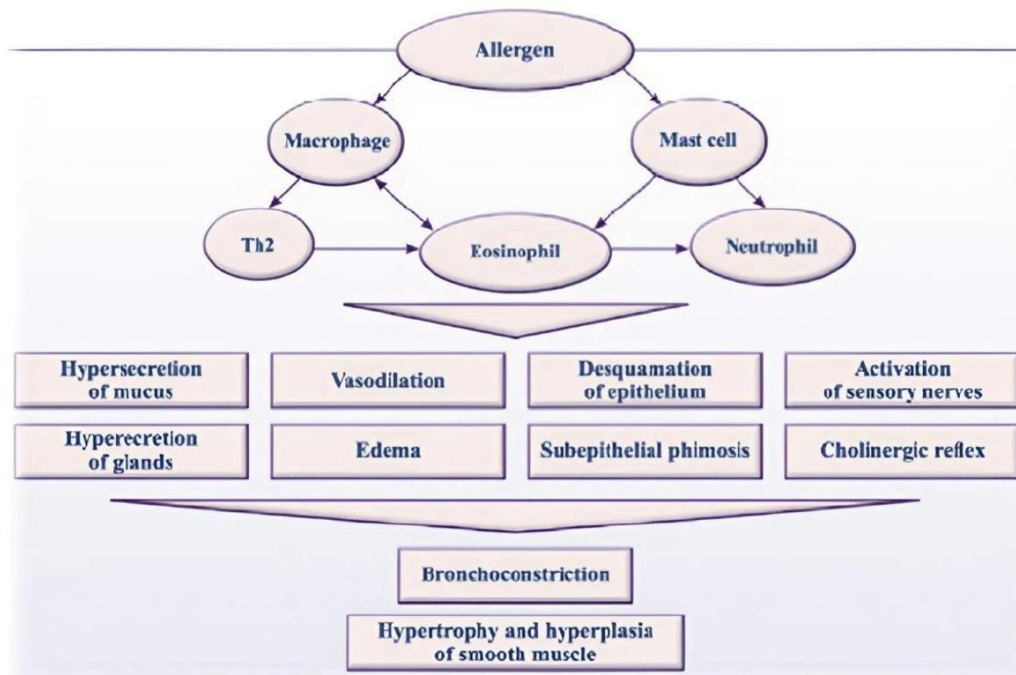 Allergen
Macrophage
Mast cell
Th2
Eosinophil
Neutrophil
Hypersecretion
of mucus
Vasodilation
Desquamation
of epithelium
Activation
of sensory nerves
Hyperecretion
of glands
Edema
Subepithelial phimosis
Cholinergic reflex
Bronchoconstriction
Hypertrophy and hyperplasia
of smooth muscle